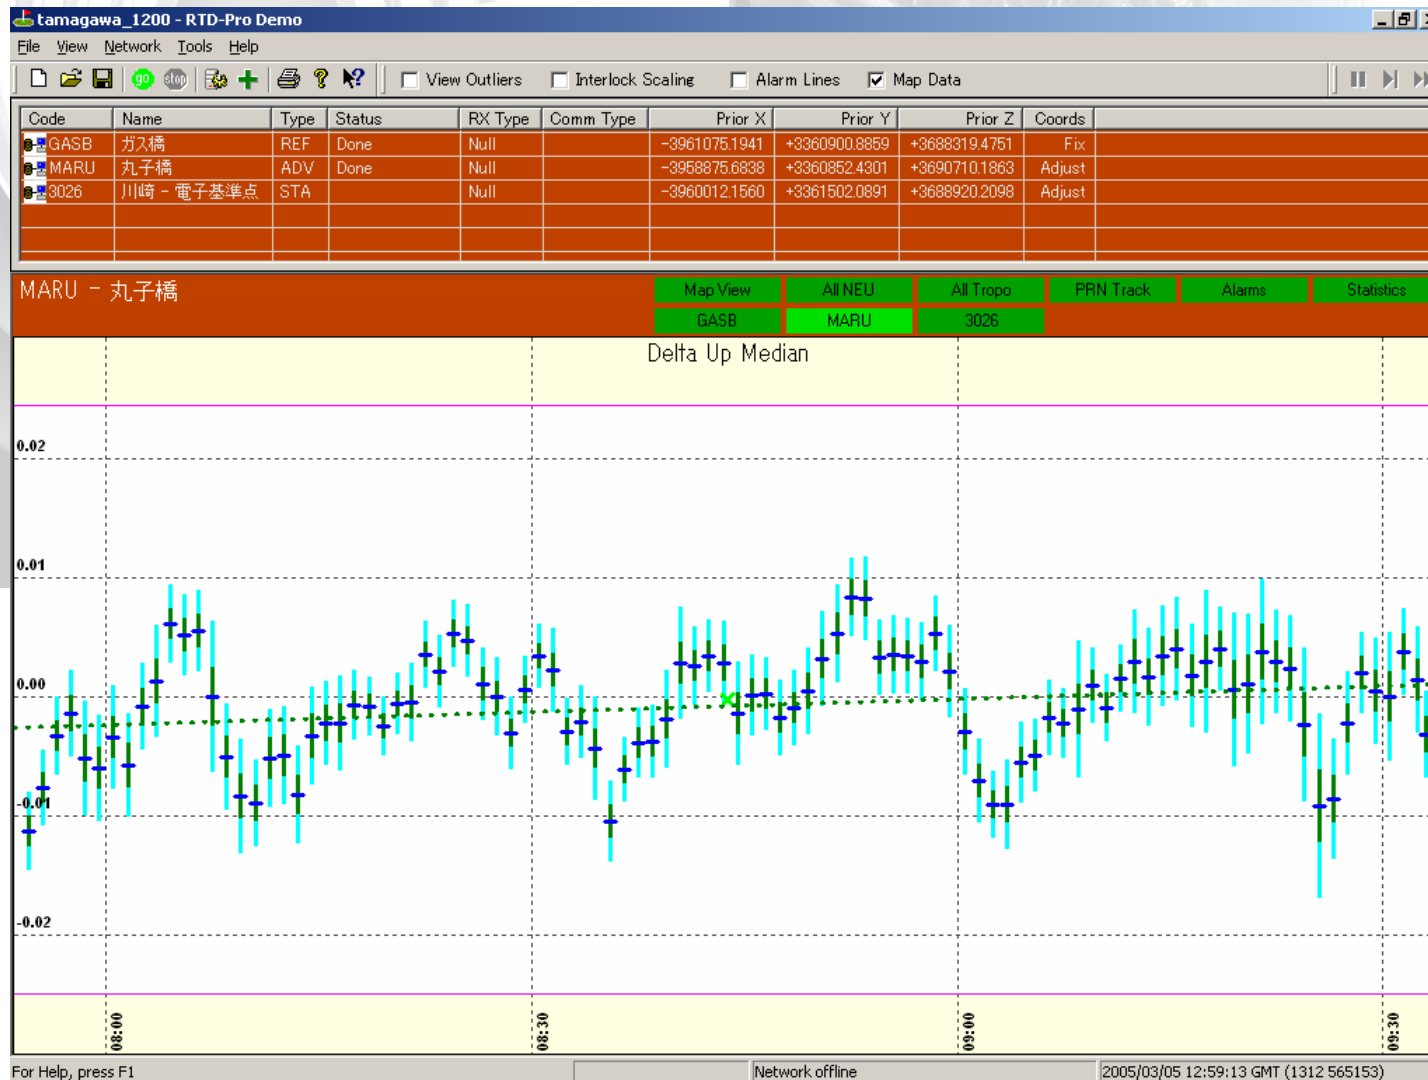 tamagawa_1200 - RTD-Pro Demo
File View Network Tools Help
go stop View Outliers Interlock Scaling Alarm Lines Map Data
Code Name Type Status RX Type Comm Type Prior X Prior Y Prior Z Coords
GASB ガス橋 REF Done Null -3961075.1941 +3360900.8859 +3688319.4751 Fix
MARU 丸子橋 ADV Done Null -3958875.6838 +3360852.4301 +3690710.1863 Adjust
3026 川崎 - 電子基準点 STA Null -3960012.1560 +3361502.0891 +3688920.2098 Adjust
MARU - 丸子橋
Map View All NEU All Tropo PRN Track Alarms Statistics
GASB MARU 3026
Delta Up Median
0.02
0.01
0.00
-0.01
-0.02
08:00 08:30 09:00 09:30
For Help, press F1 Network offline 2005/03/05 12:59:13 GMT (1312 565153)